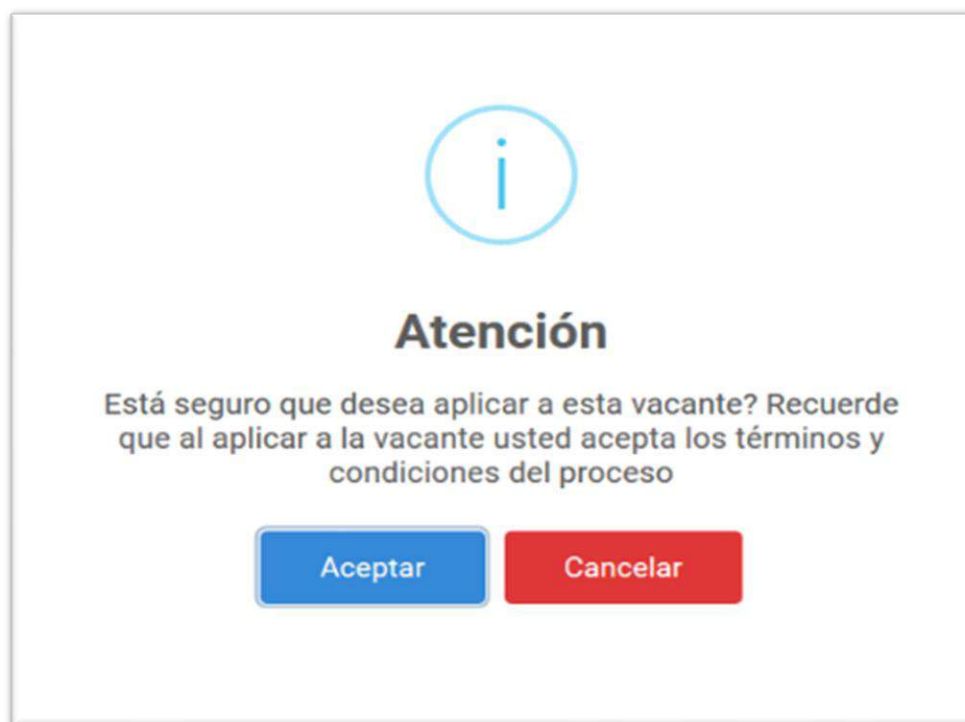 i
Atención
Está seguro que desea aplicar a esta vacante? Recuerde
que al aplicar a la vacante usted acepta los términos y
condiciones del proceso
Aceptar Cancelar